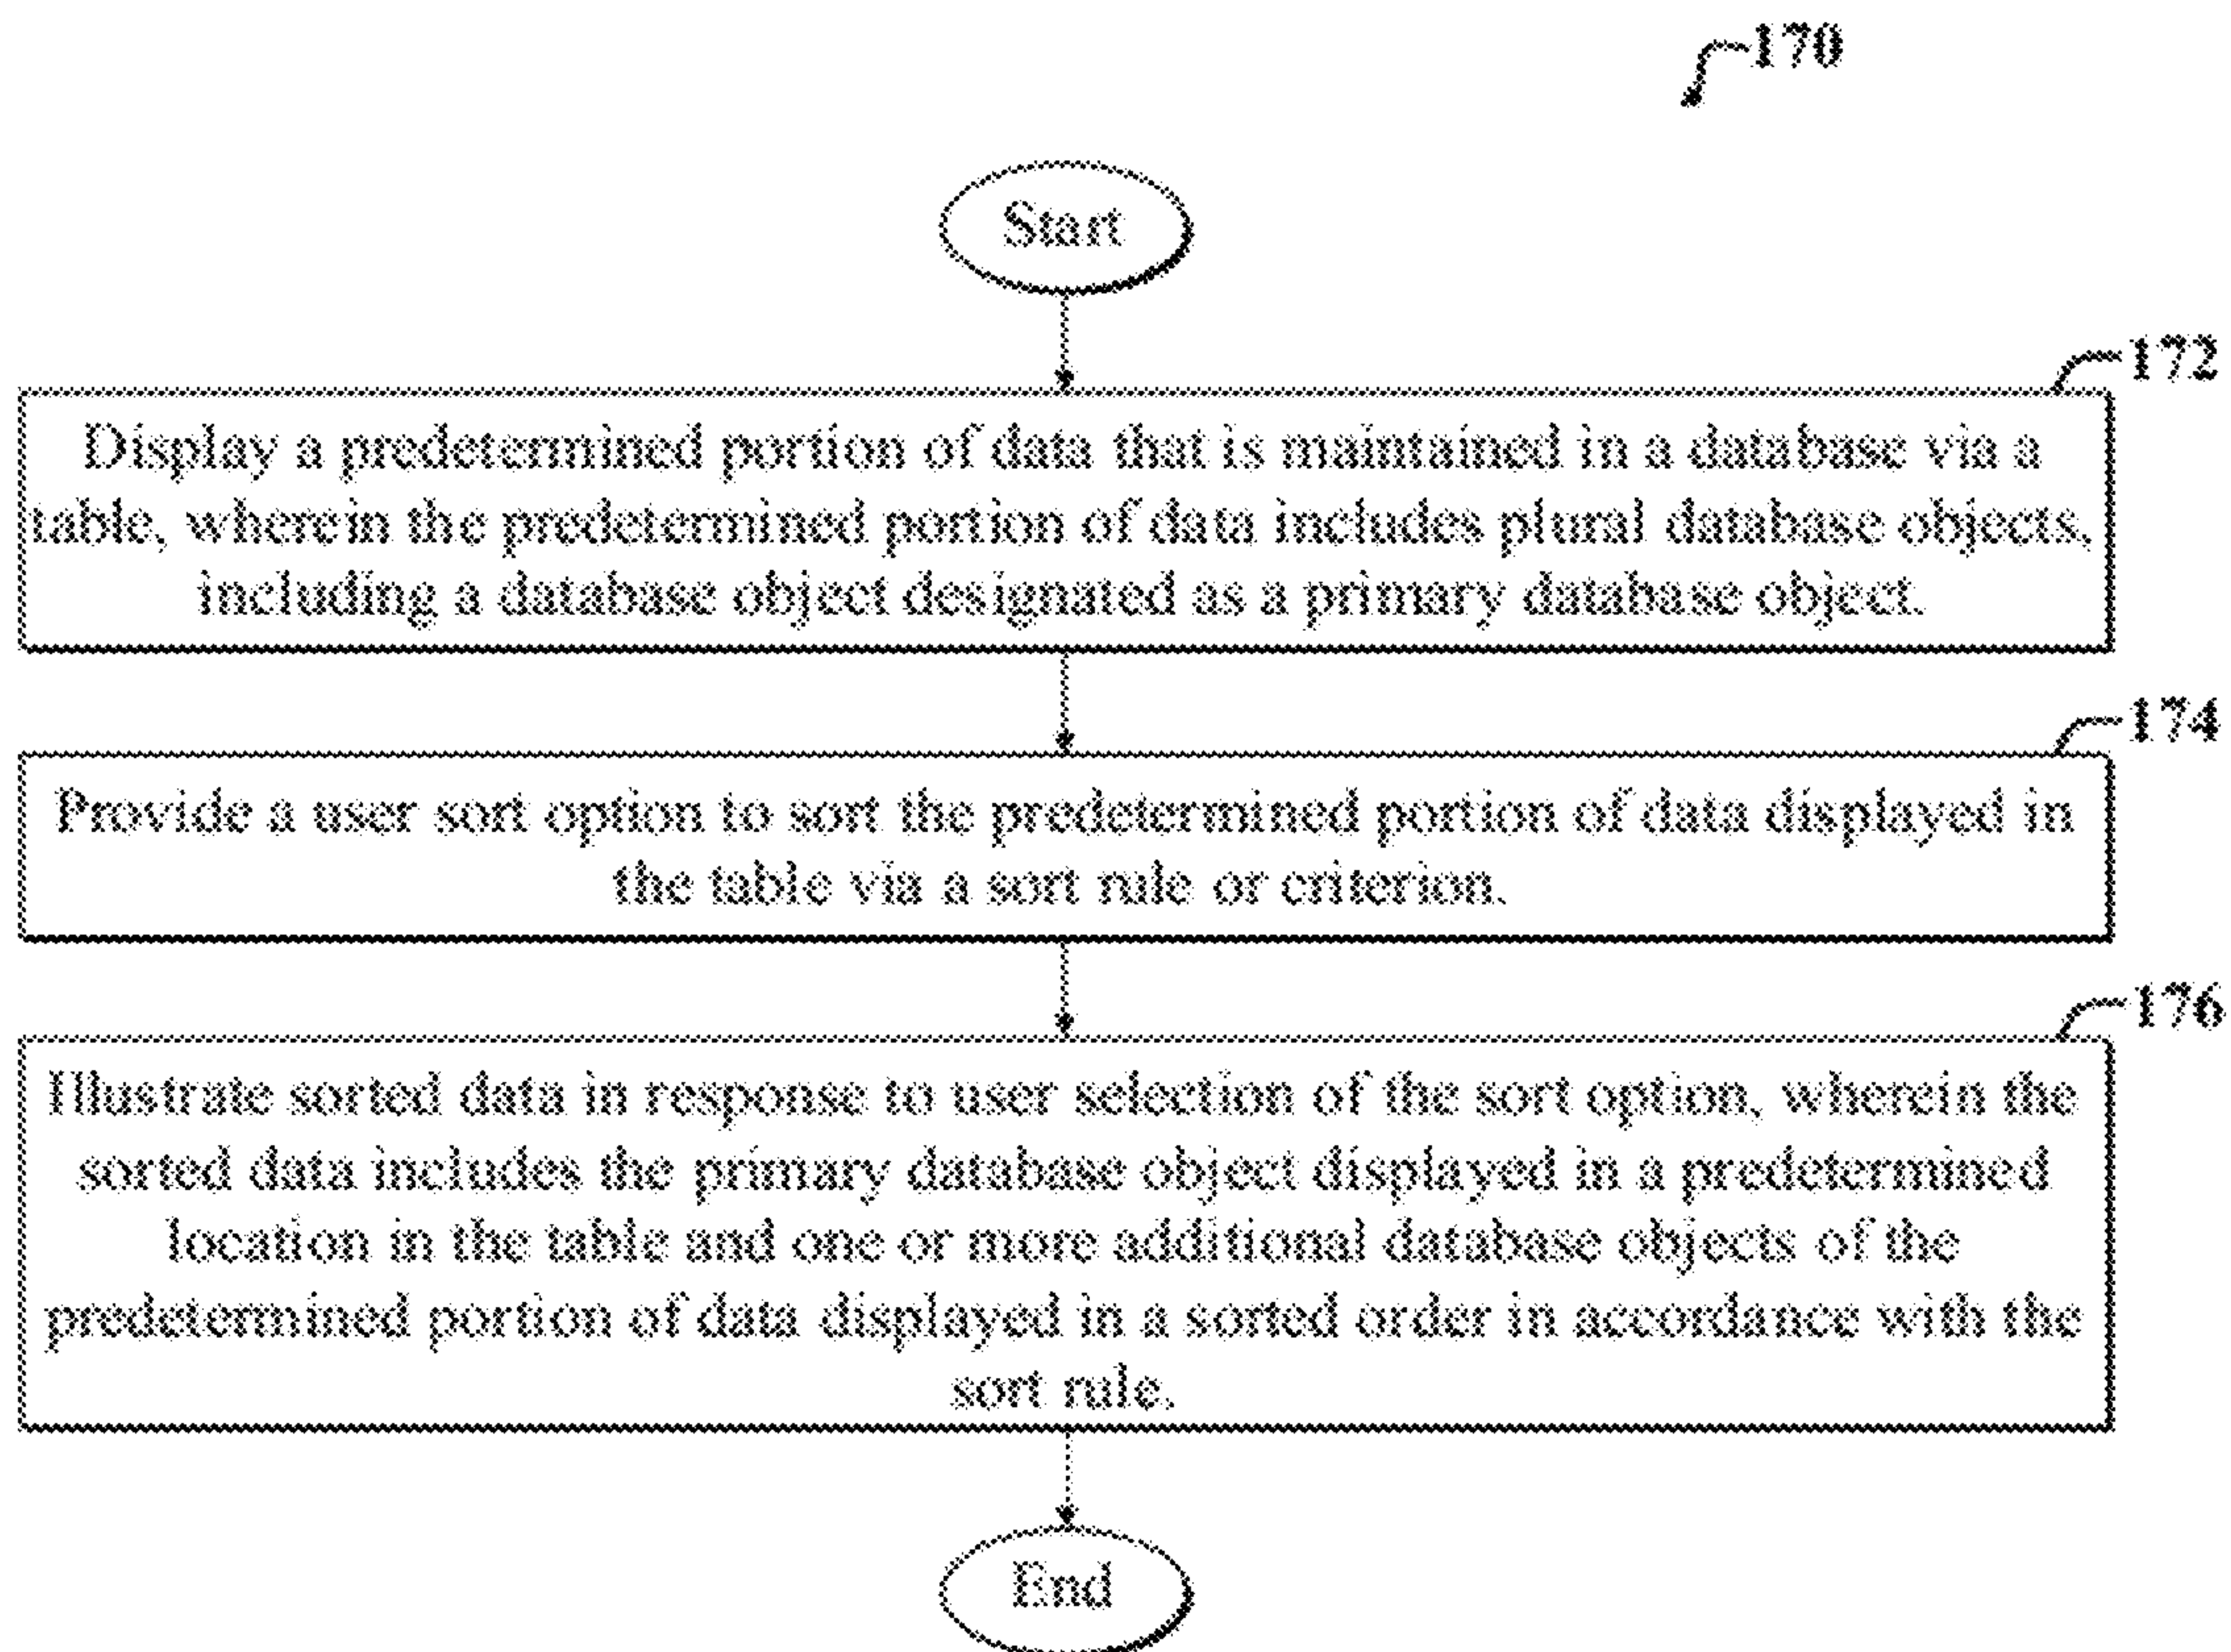 170
Start
172
Display a predetermined portion of data that is maintained in a database via a
table, wherein the predetermined portion of data includes plural database objects,
including a database object designated as a primary database object.
174
Provide a user sort option to sort the predetermined portion of data displayed in
the table via a sort rule or criterion.
176
Illustrate sorted data in response to user selection of the sort option, wherein the
sorted data includes the primary database object displayed in a predetermined
location in the table and one or more additional database objects of the
predetermined portion of data displayed in a sorted order in accordance with the
sort rule.
End